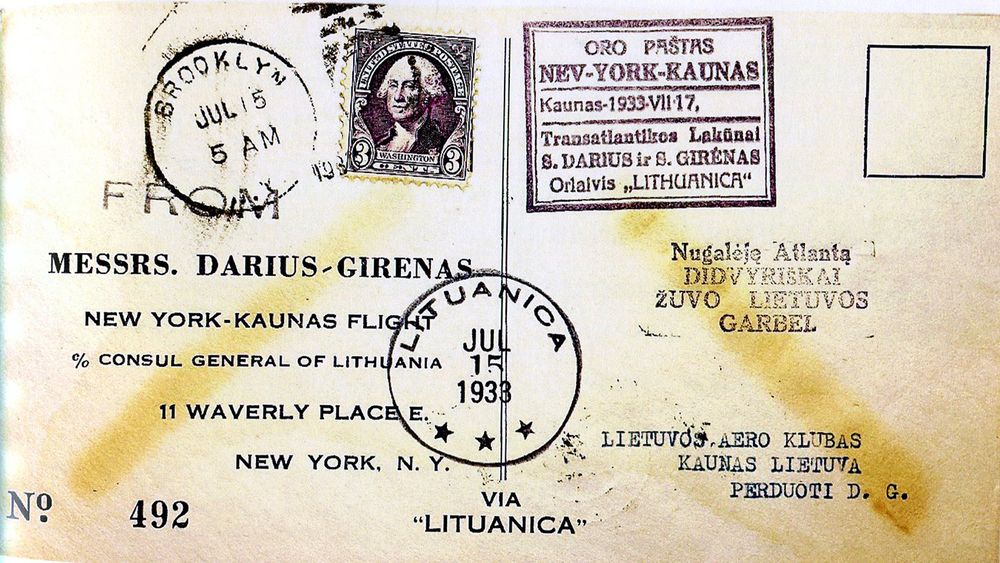 BROOKLYN
JUL 15
5 AM
193
UNITED STATES POSTAGE
WASHINGTON
3 3
ORO PAŠTAS
NEV-YORK-KAUNAS
Kaunas-1933-VII-17,
Transatlantikos Lakūnai
S. DARIUS ir S. GIRĖNAS
Orlaivis „LITHUANICA“
FROM
MESSRS. DARIUS-GIRENAS
NEW YORK-KAUNAS FLIGHT
% CONSUL GENERAL OF LITHUANIA
11 WAVERLY PLACE E.
NEW YORK, N. Y.
Nº 492
LITUANICA
JUL
15
1933
VIA
“LITUANICA”
Nugalėję Atlantą
DIDVYRIŠKAI
ŽUVO LIETUVOS
GARBEI
LIETUVOS AERO KLUBAS
KAUNAS LIETUVA
PERDUOTI D. G.